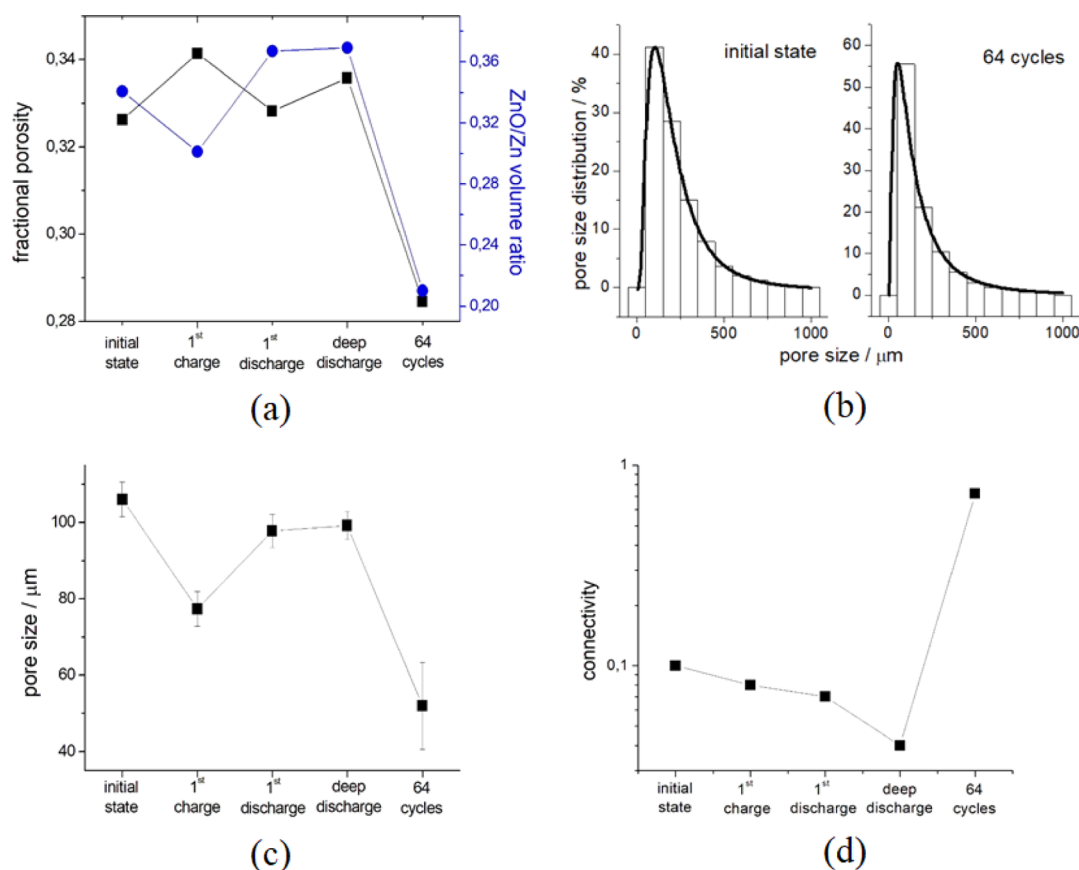 fractional porosity
0,34
0,32
0,30
0,28
ZnO/Zn volume ratio
0,36
0,32
0,28
0,24
0,20
initial state
1st charge
1st discharge
deep discharge
64 cycles
(a)
pore size distribution / %
40
30
20
10
0
initial state
0
500
1000
60
50
40
30
20
10
0
64 cycles
0
500
1000
pore size / μm
(b)
pore size / μm
100
80
60
40
initial state
1st charge
1st discharge
deep discharge
64 cycles
(c)
connectivity
1
0,1
initial state
1st charge
1st discharge
deep discharge
64 cycles
(d)